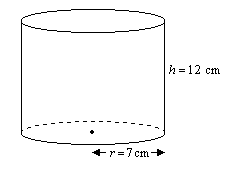 h = 12 cm
r = 7 cm